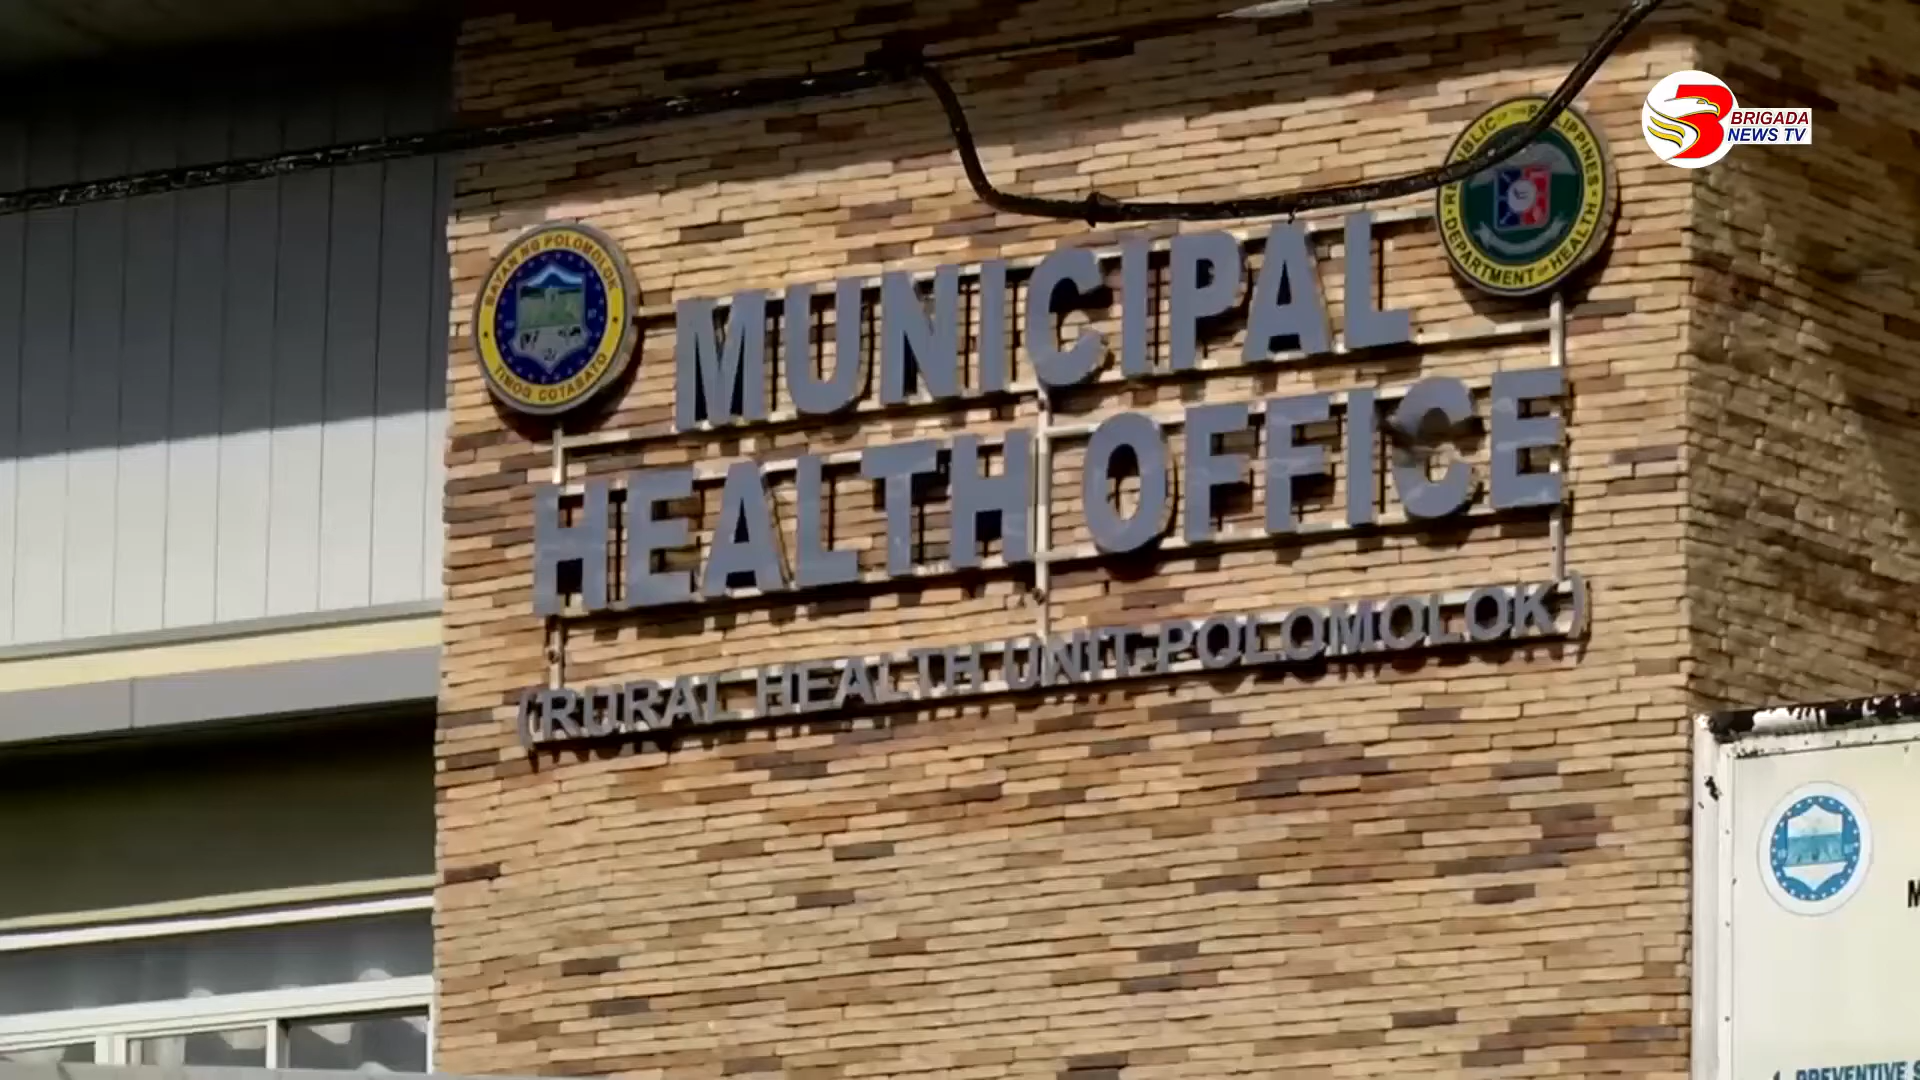 BRIGADA
NEWS TV
REPUBLIC OF THE PHILIPPINES
DEPARTMENT OF HEALTH
BAYAN NG POLOMOLOK
TIMOG COTABATO
MUNICIPAL
HEALTH OFFICE
(RURAL HEALTH UNIT-POLOMOLOK)
PREVENTIVE